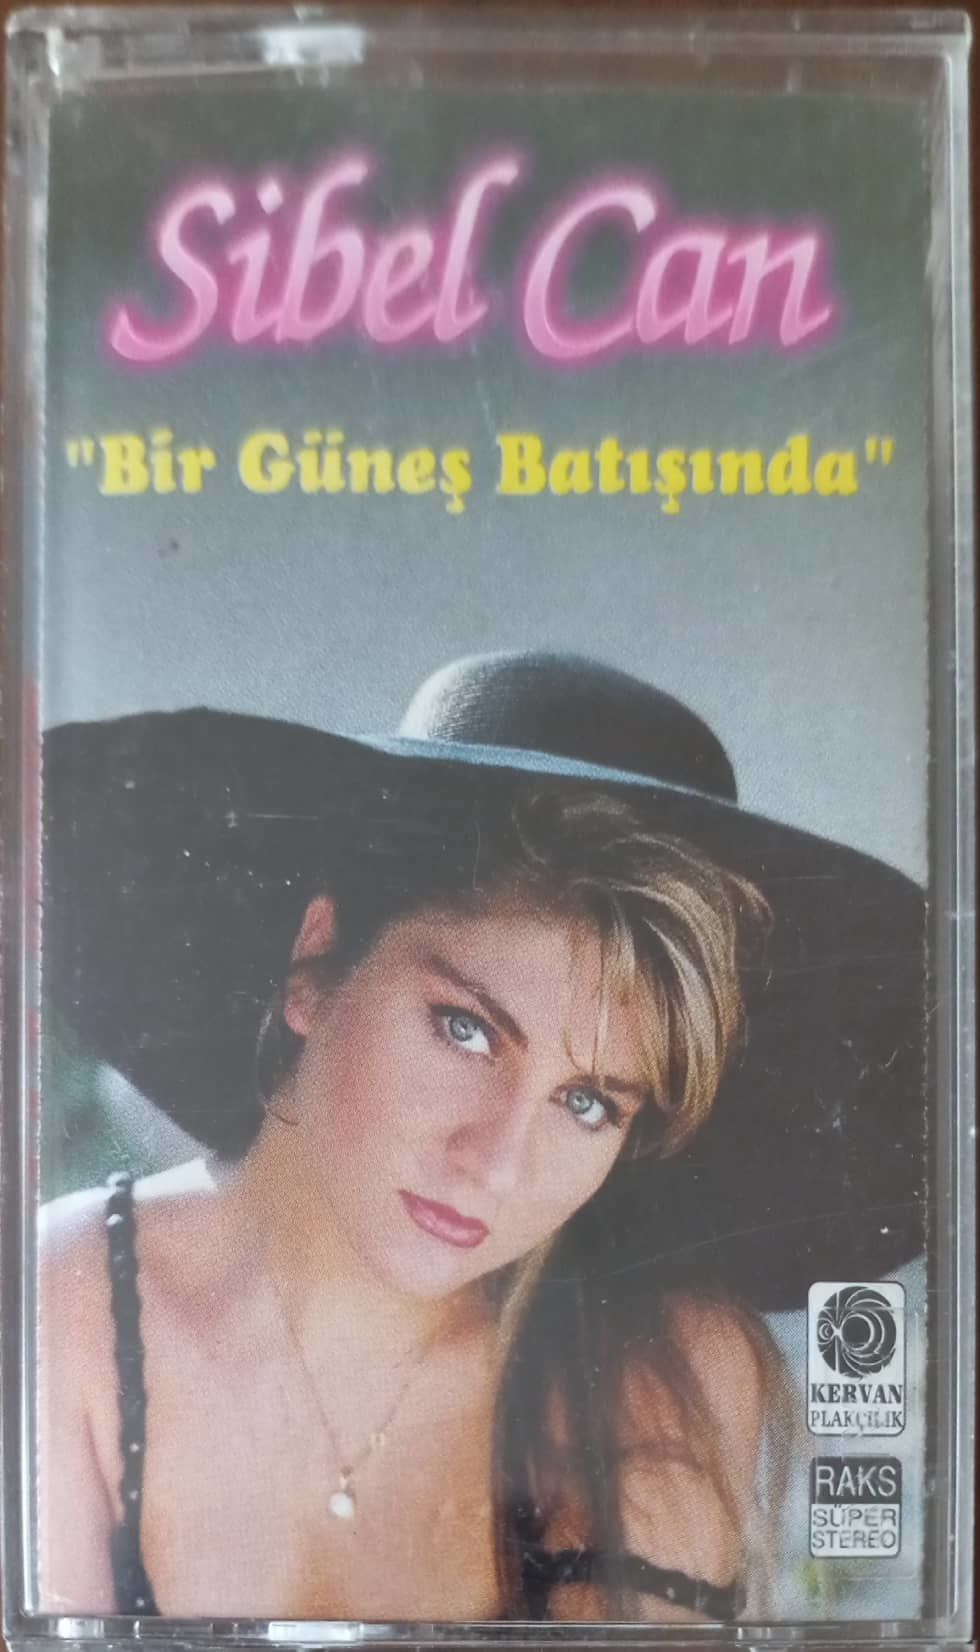 Sibel Can
"Bir Güneş Batışında"
KERVAN
PLAKÇILIK
RAKS
SÜPER
STEREO